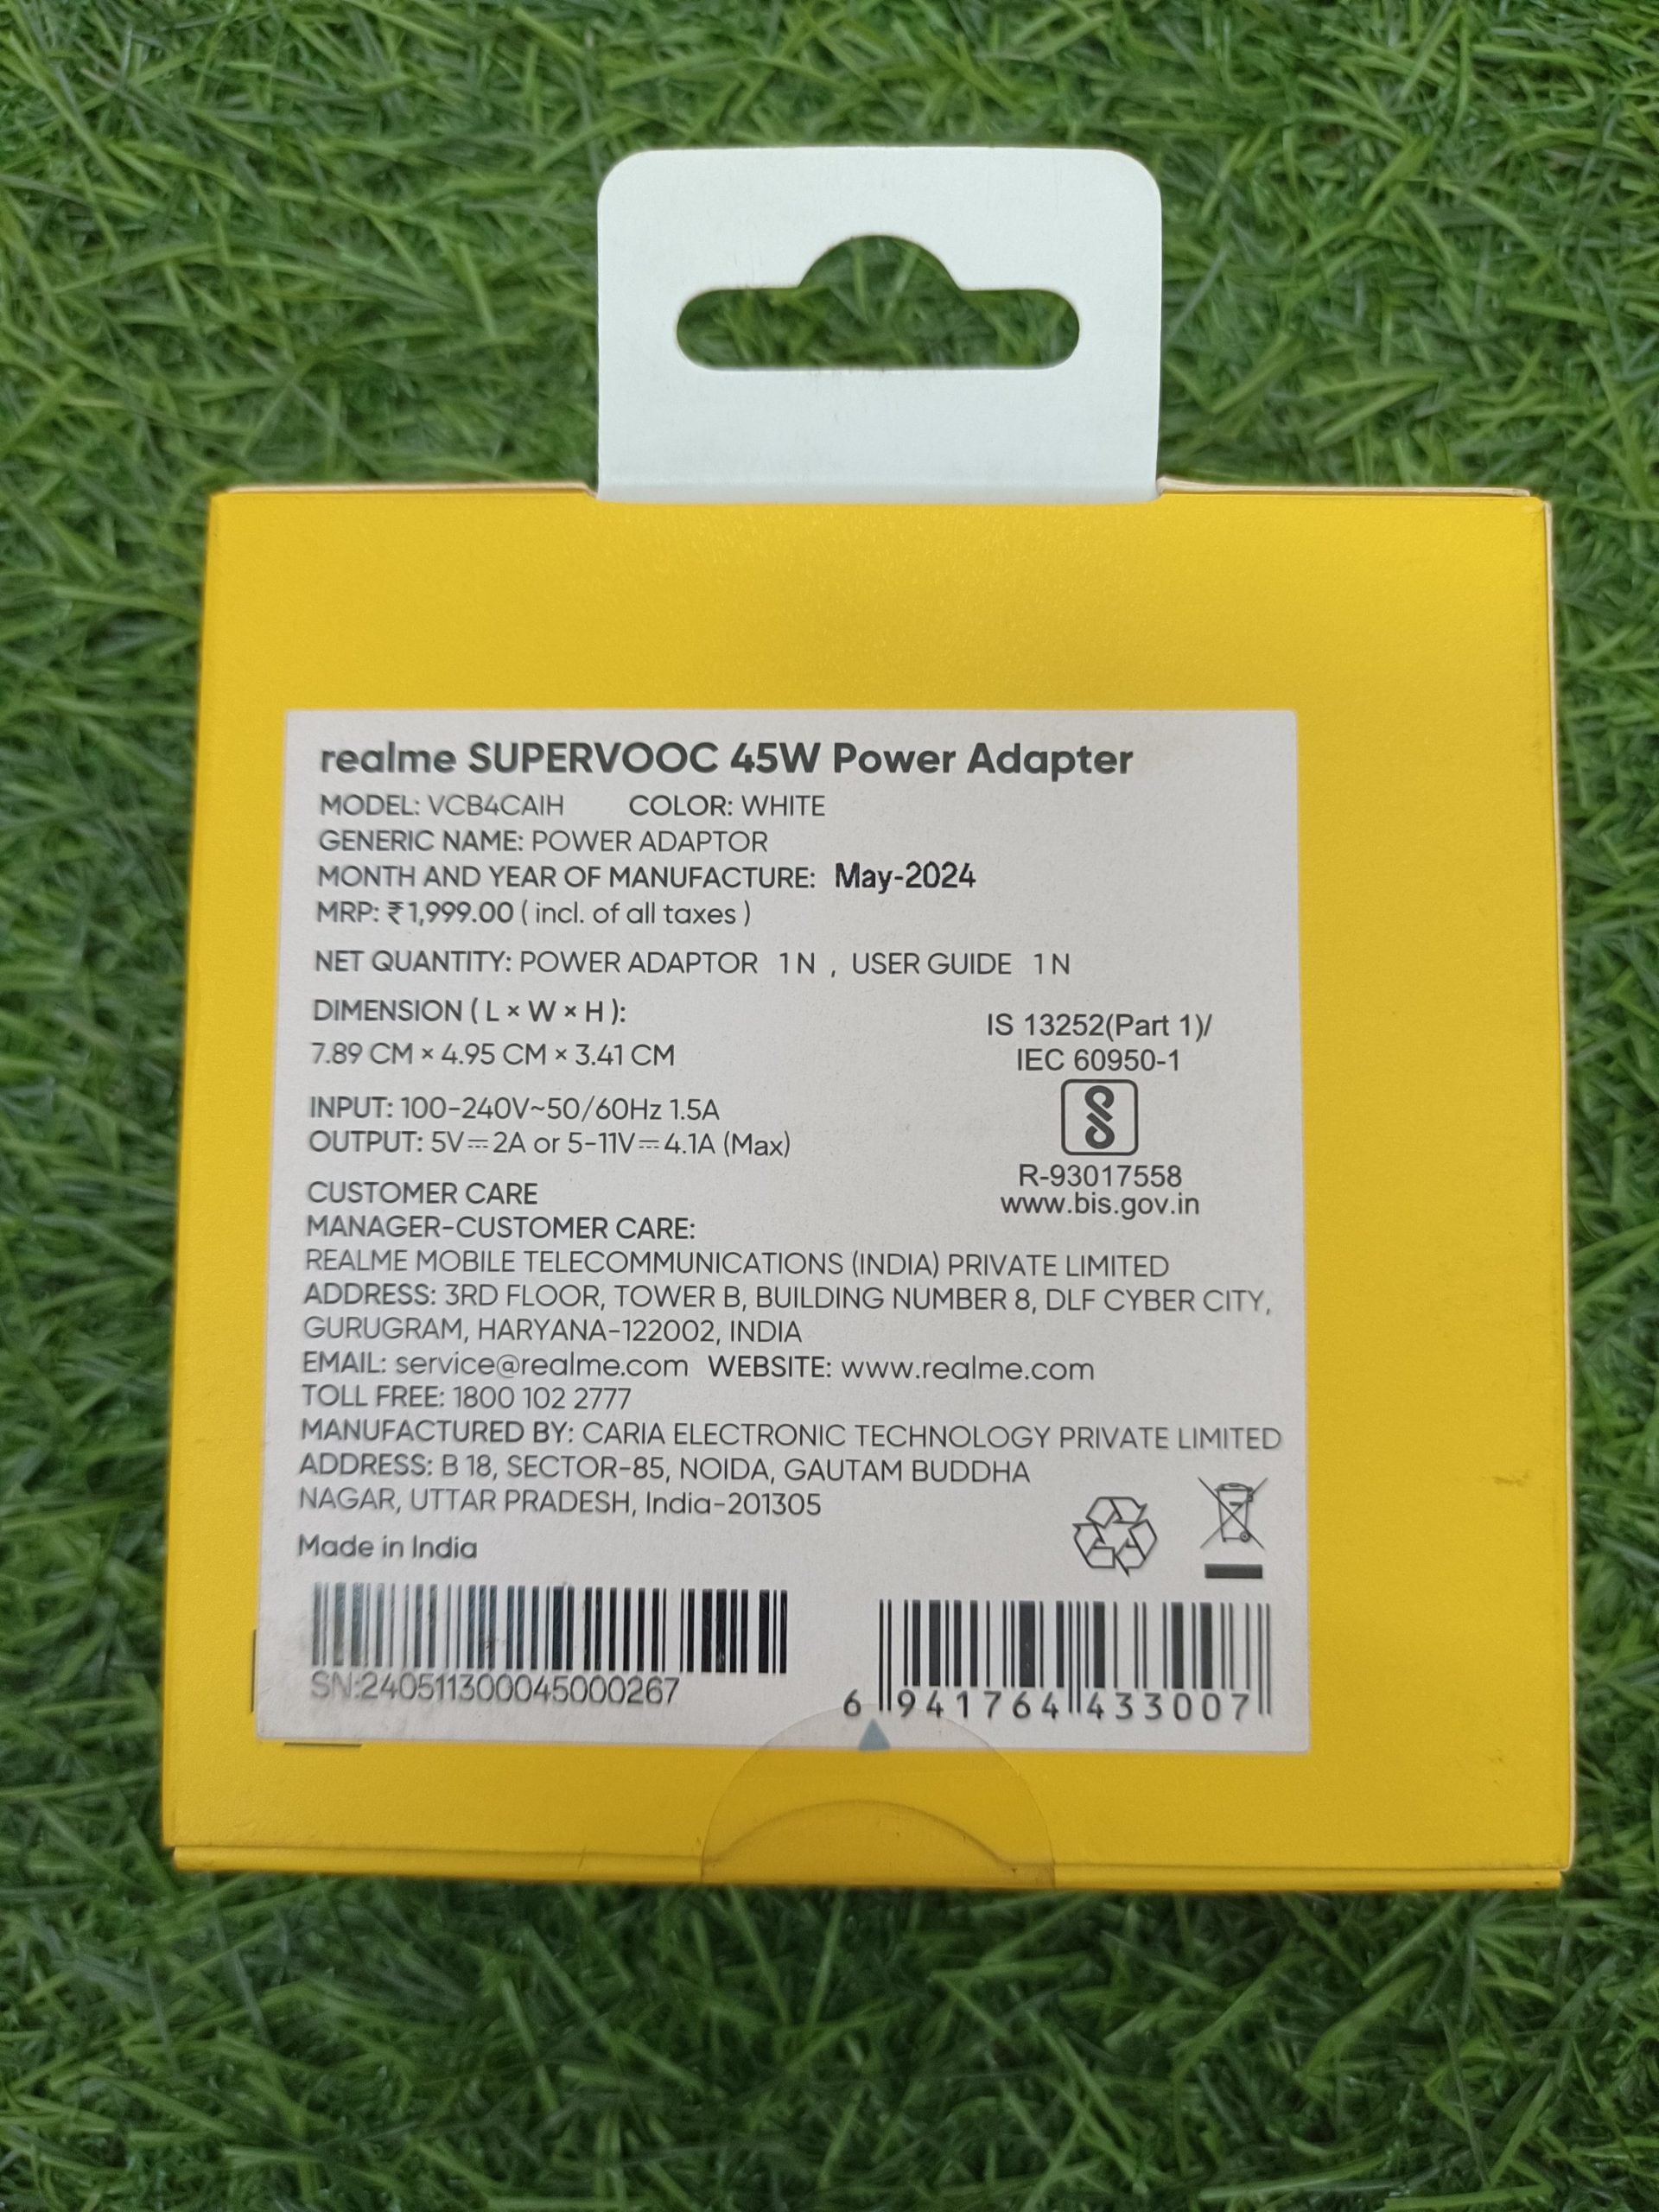 realme SUPERVOOC 45W Power Adapter
MODEL: VCB4CAIH COLOR: WHITE
GENERIC NAME: POWER ADAPTOR
MONTH AND YEAR OF MANUFACTURE: May-2024
MRP: ₹1,999.00 ( incl. of all taxes )
NET QUANTITY: POWER ADAPTOR 1 N , USER GUIDE 1 N
DIMENSION ( L × W × H ):
7.89 CM × 4.95 CM × 3.41 CM
IS 13252(Part 1)/
IEC 60950-1
R-93017558
www.bis.gov.in
INPUT: 100-240V~50/60Hz 1.5A
OUTPUT: 5V⎓2A or 5-11V⎓4.1A (Max)
CUSTOMER CARE
MANAGER-CUSTOMER CARE:
REALME MOBILE TELECOMMUNICATIONS (INDIA) PRIVATE LIMITED
ADDRESS: 3RD FLOOR, TOWER B, BUILDING NUMBER 8, DLF CYBER CITY,
GURUGRAM, HARYANA-122002, INDIA
EMAIL: service@realme.com WEBSITE: www.realme.com
TOLL FREE: 1800 102 2777
MANUFACTURED BY: CARIA ELECTRONIC TECHNOLOGY PRIVATE LIMITED
ADDRESS: B 18, SECTOR-85, NOIDA, GAUTAM BUDDHA
NAGAR, UTTAR PRADESH, India-201305
Made in India
SN:240511300045000267
6 941764 433007